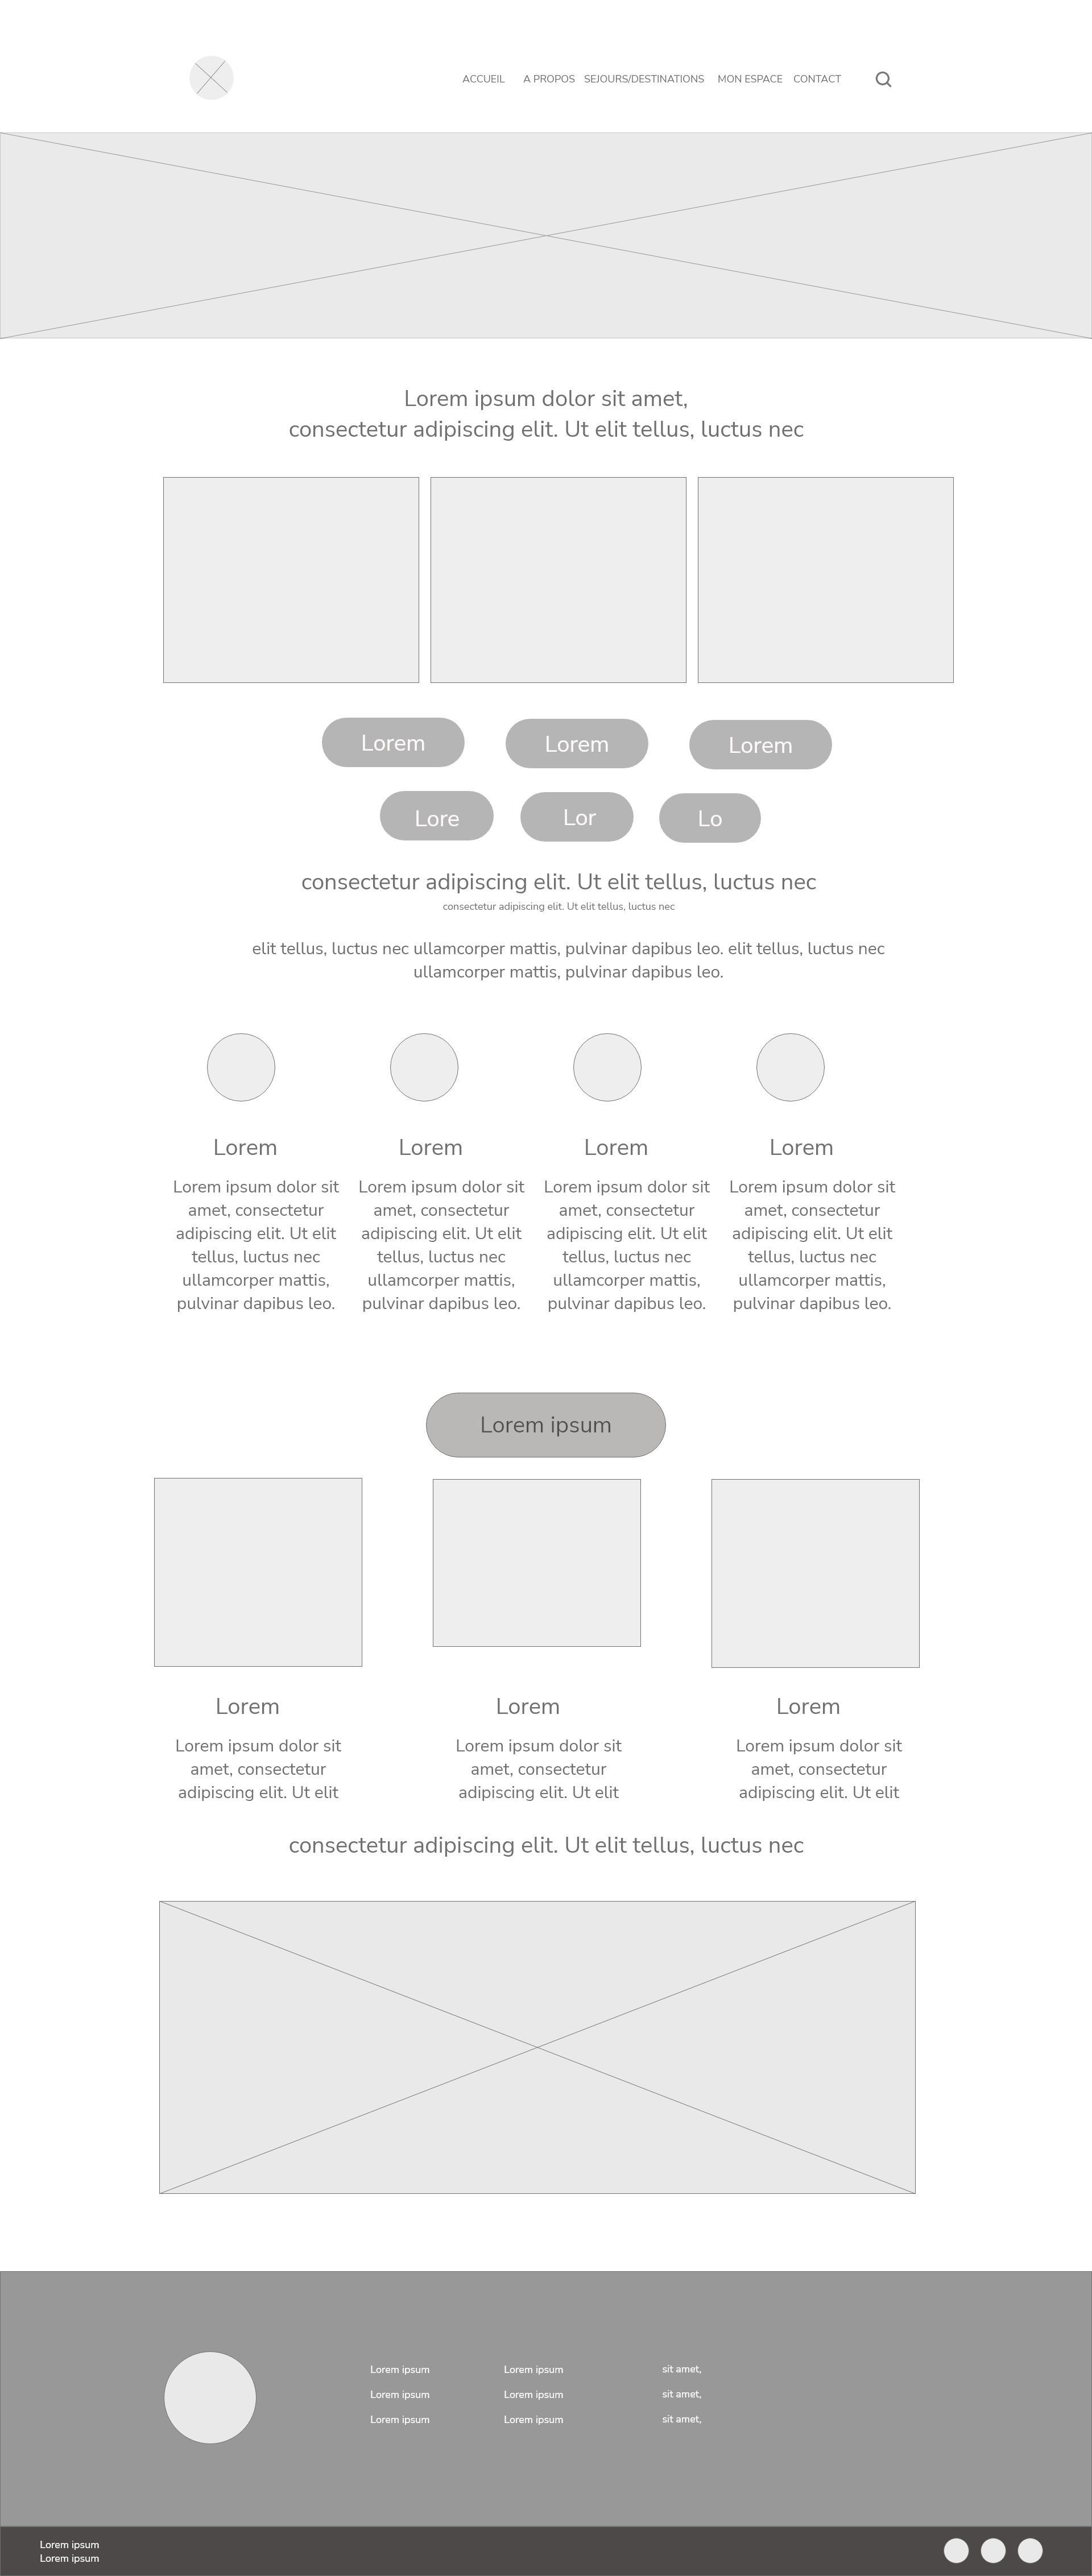 ACCUEIL A PROPOS SEJOURS/DESTINATIONS MON ESPACE CONTACT
Lorem ipsum dolor sit amet,
consectetur adipiscing elit. Ut elit tellus, luctus nec
Lorem Lorem Lorem
Lore Lor Lo
consectetur adipiscing elit. Ut elit tellus, luctus nec
consectetur adipiscing elit. Ut elit tellus, luctus nec
elit tellus, luctus nec ullamcorper mattis, pulvinar dapibus leo. elit tellus, luctus nec
ullamcorper mattis, pulvinar dapibus leo.
Lorem
Lorem ipsum dolor sit
amet, consectetur
adipiscing elit. Ut elit
tellus, luctus nec
ullamcorper mattis,
pulvinar dapibus leo.
Lorem
Lorem ipsum dolor sit
amet, consectetur
adipiscing elit. Ut elit
tellus, luctus nec
ullamcorper mattis,
pulvinar dapibus leo.
Lorem
Lorem ipsum dolor sit
amet, consectetur
adipiscing elit. Ut elit
tellus, luctus nec
ullamcorper mattis,
pulvinar dapibus leo.
Lorem
Lorem ipsum dolor sit
amet, consectetur
adipiscing elit. Ut elit
tellus, luctus nec
ullamcorper mattis,
pulvinar dapibus leo.
Lorem ipsum
Lorem
Lorem ipsum dolor sit
amet, consectetur
adipiscing elit. Ut elit
Lorem
Lorem ipsum dolor sit
amet, consectetur
adipiscing elit. Ut elit
Lorem
Lorem ipsum dolor sit
amet, consectetur
adipiscing elit. Ut elit
consectetur adipiscing elit. Ut elit tellus, luctus nec
Lorem ipsum
Lorem ipsum
Lorem ipsum
Lorem ipsum
Lorem ipsum
Lorem ipsum
sit amet,
sit amet,
sit amet,
Lorem ipsum
Lorem ipsum